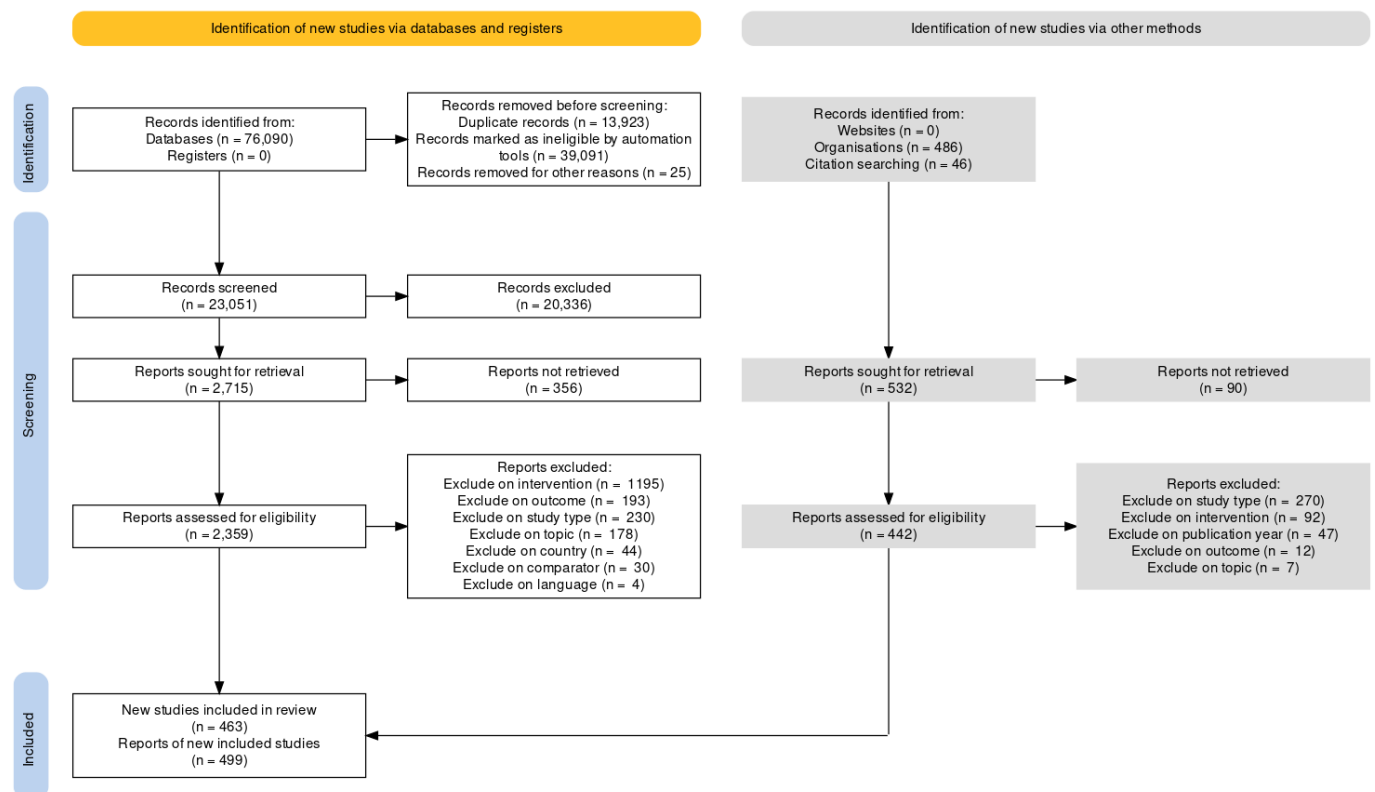 Identification of new studies via databases and registers
Identification of new studies via other methods
Identification
Records identified from:
Databases (n = 76,090)
Registers (n = 0)
Records removed before screening:
Duplicate records (n = 13,923)
Records marked as ineligible by automation
tools (n = 39,091)
Records removed for other reasons (n = 25)
Records identified from:
Websites (n = 0)
Organisations (n = 486)
Citation searching (n = 46)
Screening
Records screened
(n = 23,051)
Records excluded
(n = 20,336)
Reports sought for retrieval
(n = 2,715)
Reports not retrieved
(n = 356)
Reports sought for retrieval
(n = 532)
Reports not retrieved
(n = 90)
Reports assessed for eligibility
(n = 2,359)
Reports excluded:
Exclude on intervention (n = 1195)
Exclude on outcome (n = 193)
Exclude on study type (n = 230)
Exclude on topic (n = 178)
Exclude on country (n = 44)
Exclude on comparator (n = 30)
Exclude on language (n = 4)
Reports assessed for eligibility
(n = 442)
Reports excluded:
Exclude on study type (n = 270)
Exclude on intervention (n = 92)
Exclude on publication year (n = 47)
Exclude on outcome (n = 12)
Exclude on topic (n = 7)
Included
New studies included in review
(n = 463)
Reports of new included studies
(n = 499)